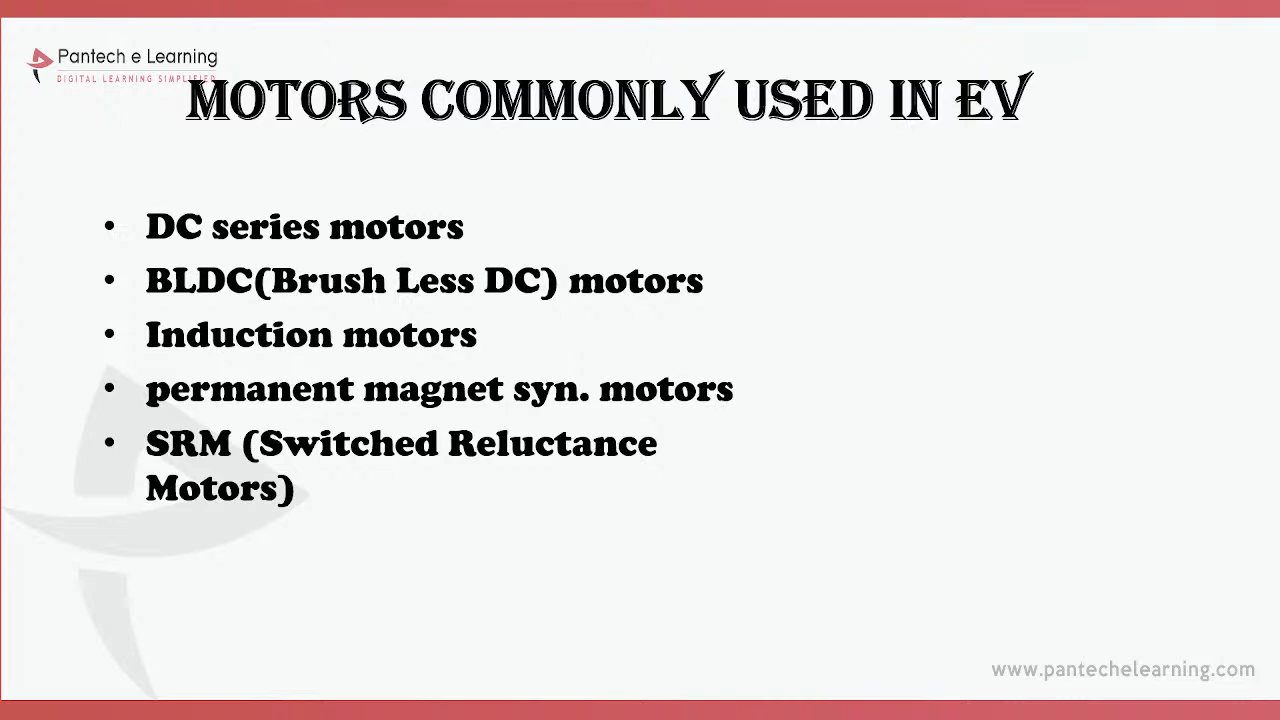 Pantech e Learning
DIGITAL LEARNING SIMPLIFIED
MOTORS COMMONLY USED IN EV
• DC series motors
• BLDC(Brush Less DC) motors
• Induction motors
• permanent magnet syn. motors
• SRM (Switched Reluctance
Motors)
www.pantechelearning.com